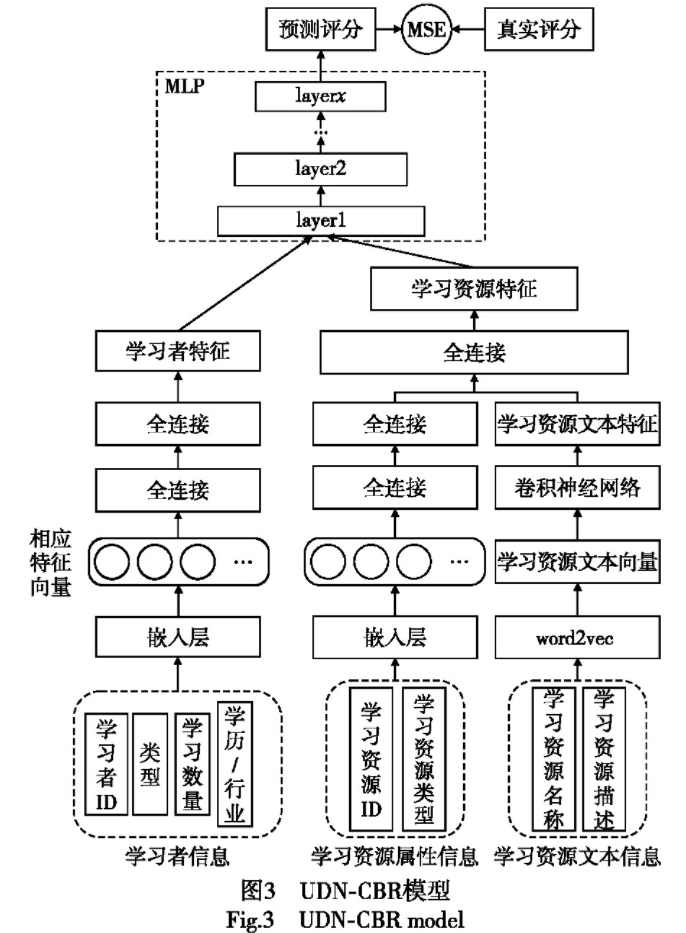 预测评分
MSE
真实评分
MLP
layerx
...
layer2
layer1
学习资源特征
学习者特征
全连接
全连接
全连接
学习资源文本特征
全连接
全连接
卷积神经网络
相应
特征
向量
...
...
学习资源文本向量
嵌入层
嵌入层
word2vec
学习者ID
类型
学习数量
学历/行业
学习资源ID
学习资源类型
学习资源名称
学习资源描述
学习者信息
学习资源属性信息
学习资源文本信息
图3 UDN-CBR模型
Fig.3 UDN-CBR model